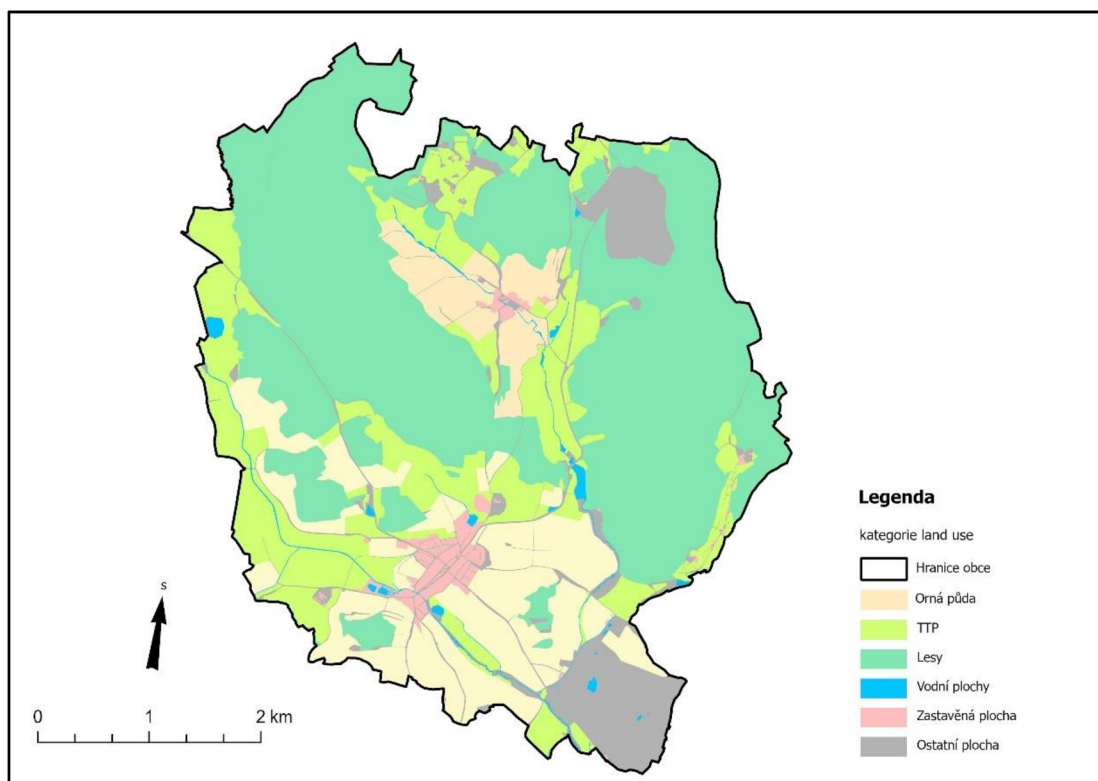 Legenda
kategorie land use
Hranice obce
Orná půda
TTP
Lesy
Vodní plochy
Zastavěná plocha
Ostatní plocha
S
0 1 2 km